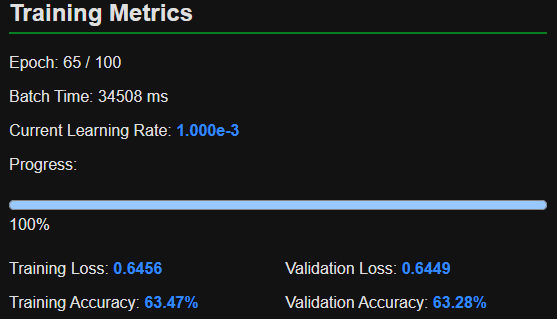 Training Metrics
Epoch: 65 / 100
Batch Time: 34508 ms
Current Learning Rate: 1.000e-3
Progress:
100%
Training Loss: 0.6456
Validation Loss: 0.6449
Training Accuracy: 63.47%
Validation Accuracy: 63.28%